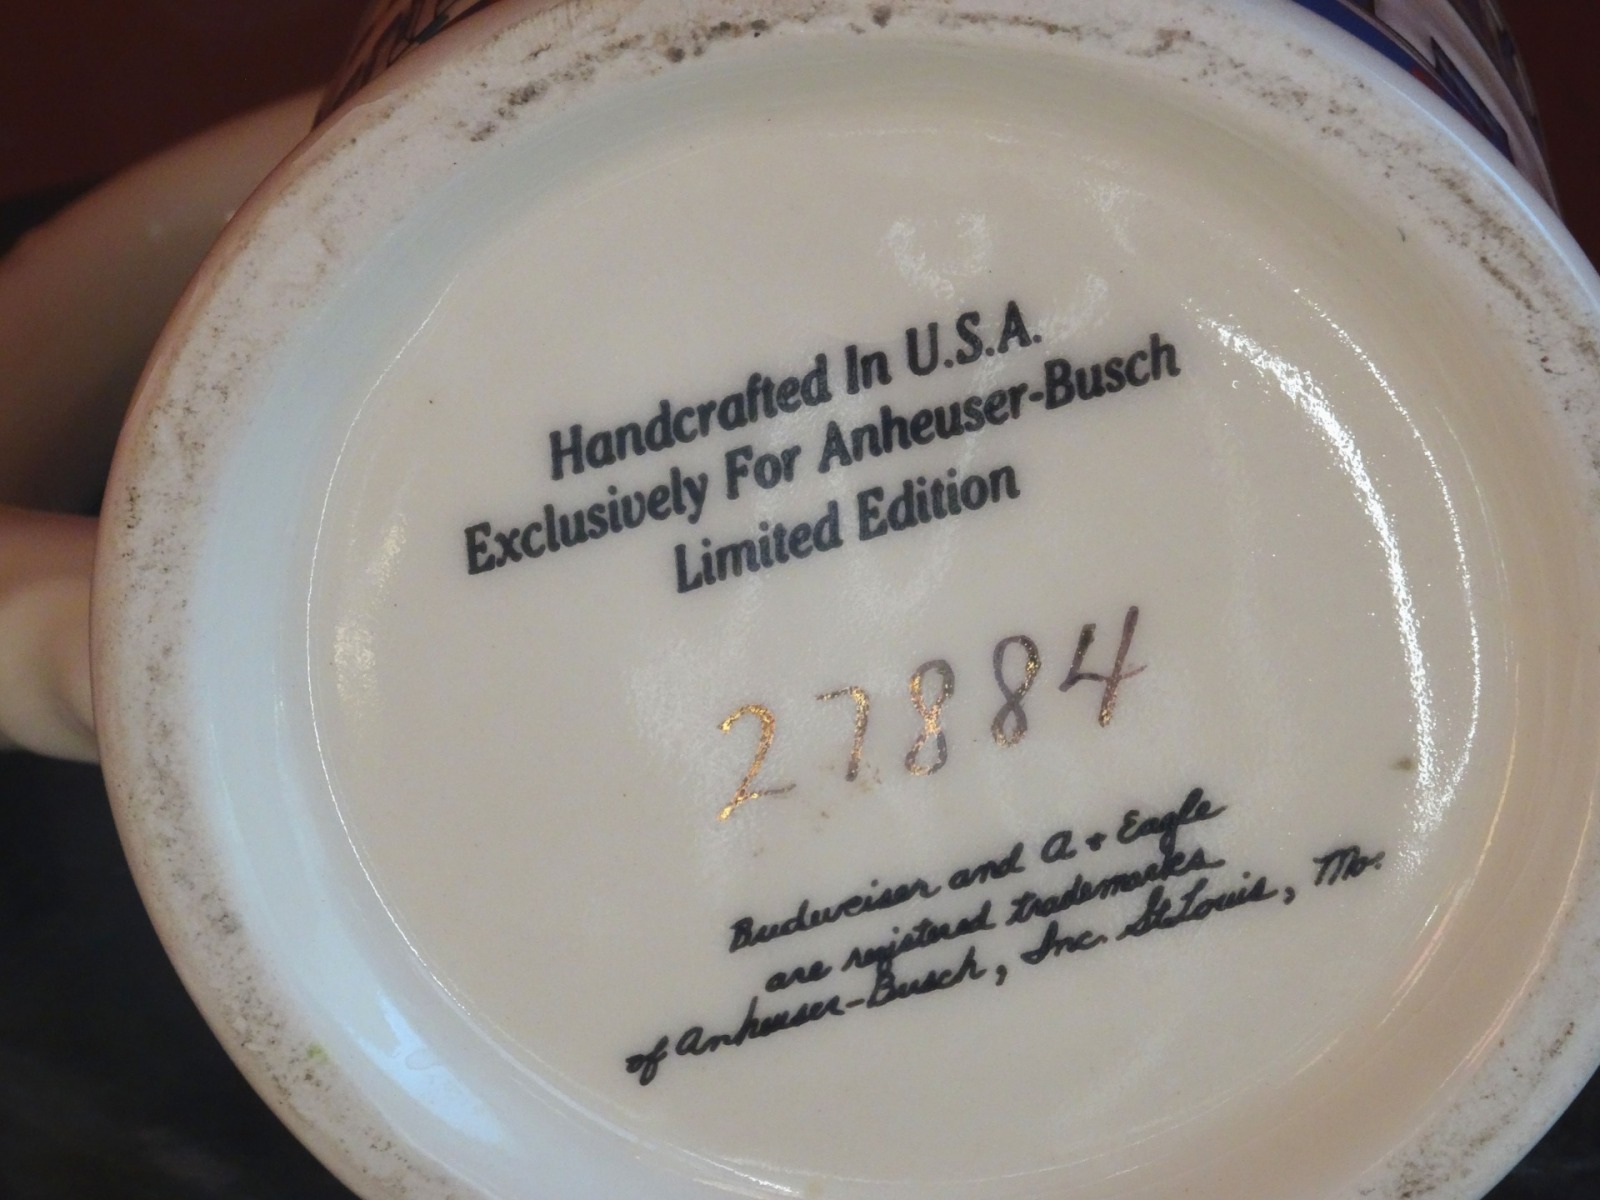 Handcrafted In U.S.A.
Exclusively For Anheuser-Busch
Limited Edition
27884
Budweiser and A & Eagle
are registered trademarks
of Anheuser-Busch, Inc. St. Louis, Mo.